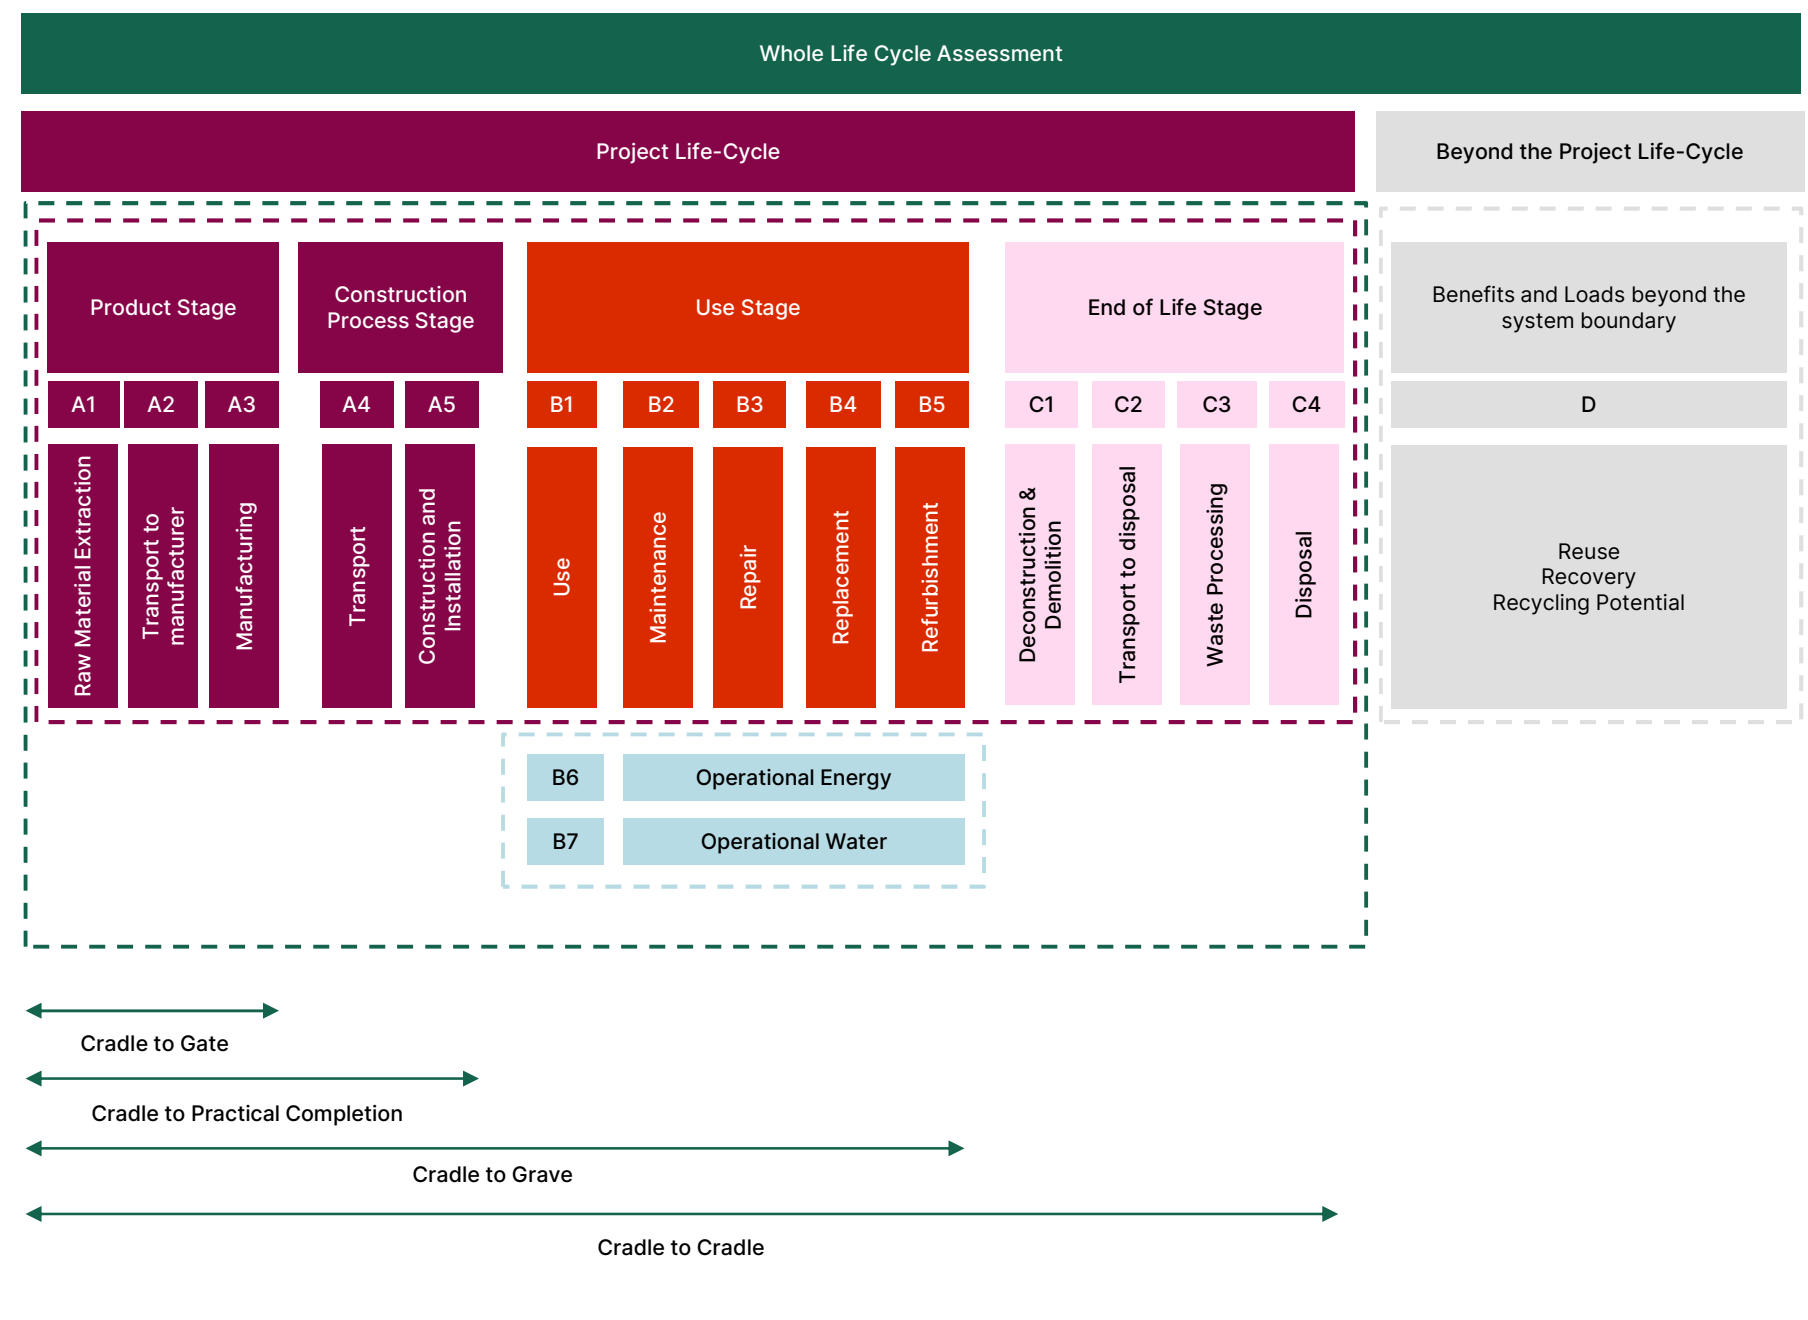 Whole Life Cycle Assessment
Project Life-Cycle
Beyond the Project Life-Cycle
Product Stage
Construction
Process Stage
Use Stage
End of Life Stage
Benefits and Loads beyond the
system boundary
A1
A2
A3
A4
A5
B1
B2
B3
B4
B5
C1
C2
C3
C4
D
Raw Material Extraction
Transport to
manufacturer
Manufacturing
Transport
Construction and
Installation
Use
Maintenance
Repair
Replacement
Refurbishment
Deconstruction &
Demolition
Transport to disposal
Waste Processing
Disposal
Reuse
Recovery
Recycling Potential
B6
Operational Energy
B7
Operational Water
Cradle to Gate
Cradle to Practical Completion
Cradle to Grave
Cradle to Cradle